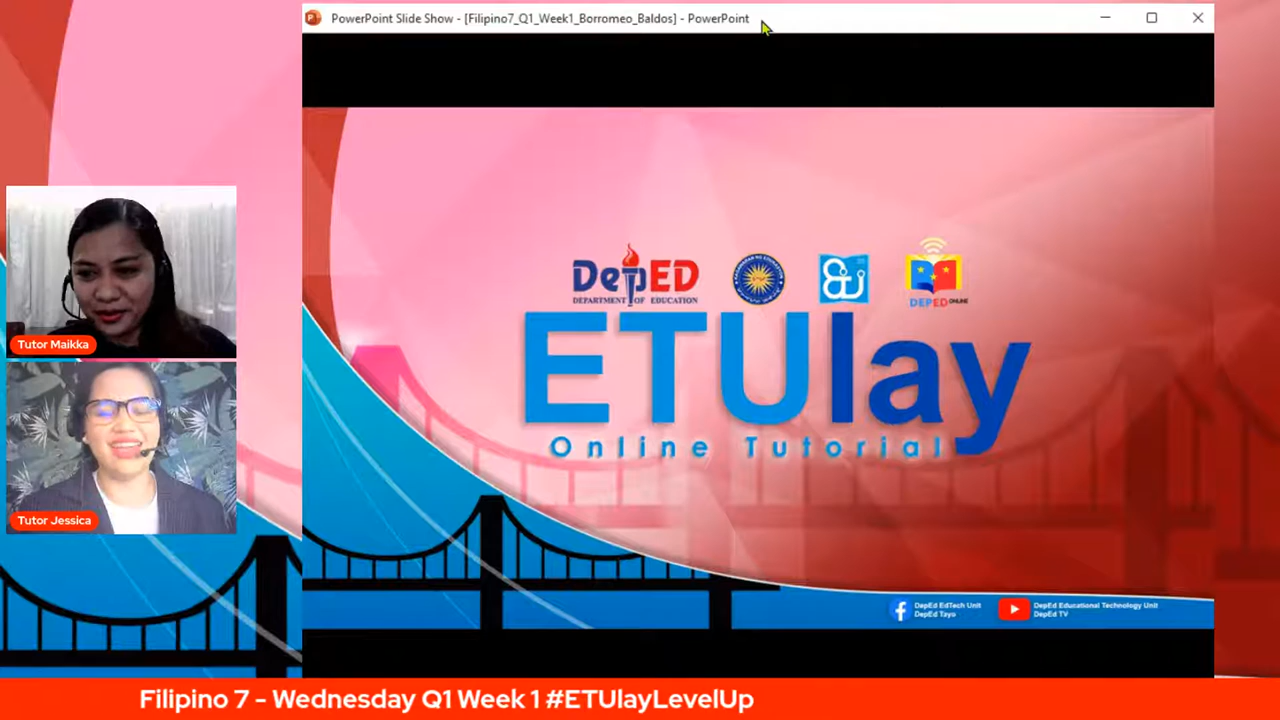 PowerPoint Slide Show - [Filipino7_Q1_Week1_Borromeo_Baldos] - PowerPoint
DepED
DEPARTMENT OF EDUCATION
DEPED ONLINE
ETUlay
Online Tutorial
Tutor Maikka
Tutor Jessica
DepEd EdTech Unit
DepEd Tayo
DepEd Educational Technology Unit
DepEd TV
Filipino 7 - Wednesday Q1 Week 1 #ETUlayLevelUp